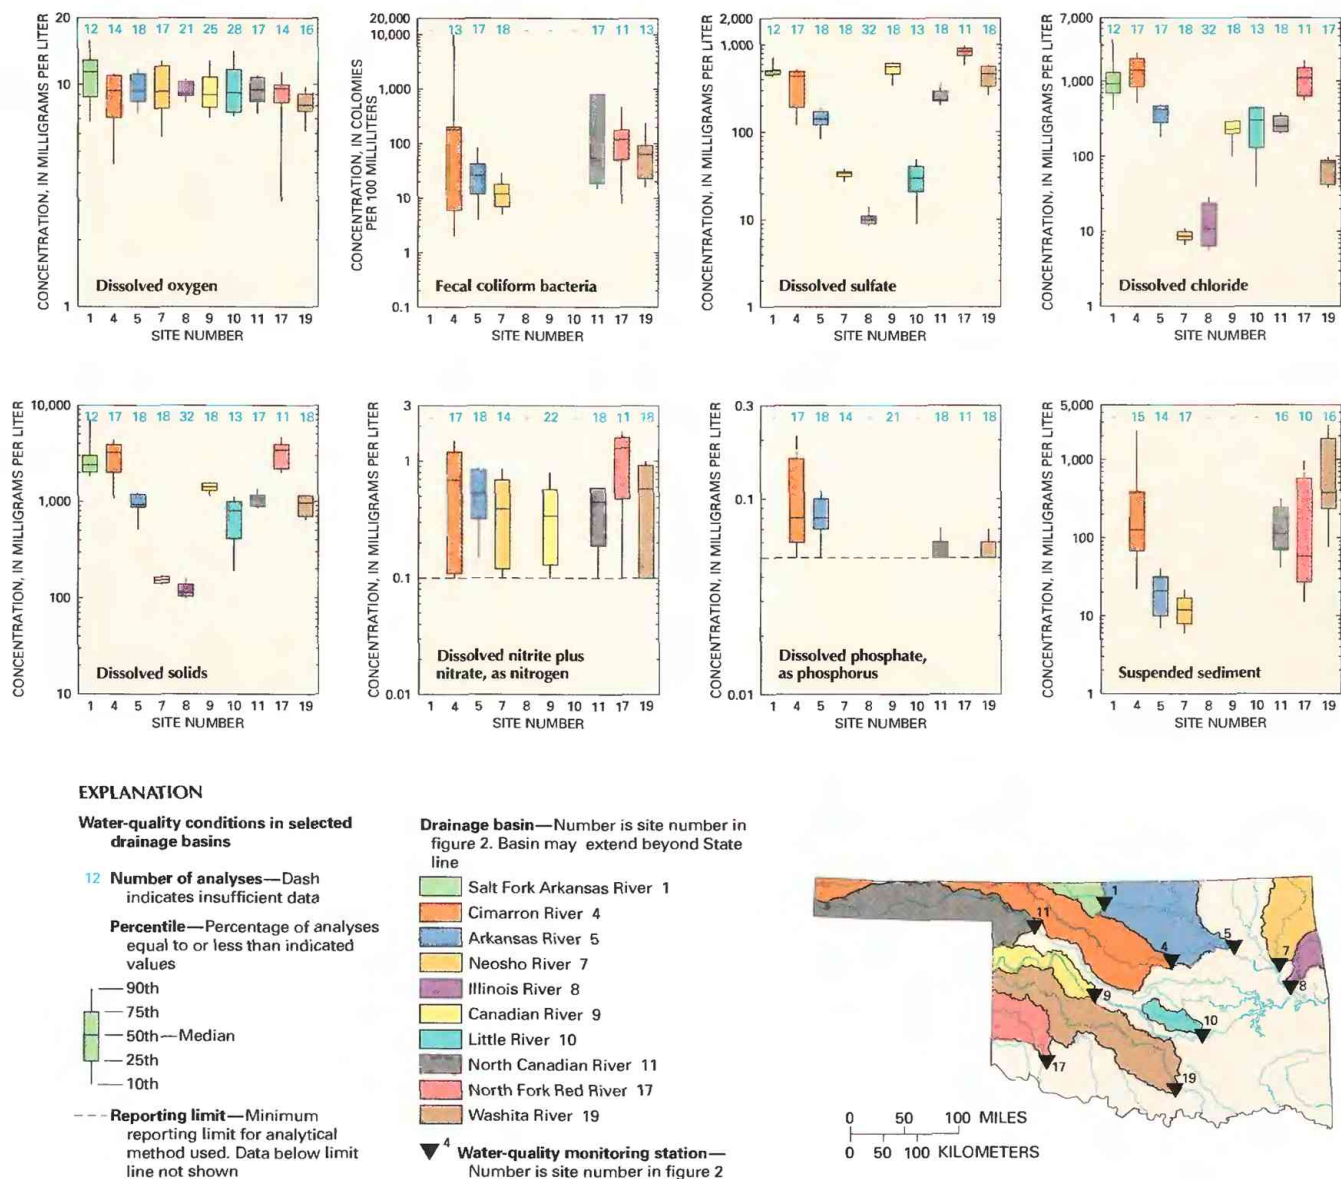 CONCENTRATION, IN MILLIGRAMS PER LITER
20
10
1
12 14 18 17 21 25 28 17 14 16
Dissolved oxygen
1 4 5 7 8 9 10 11 17 19
SITE NUMBER
CONCENTRATION, IN COLOMIES
PER 100 MILLITERS
20,000
10,000
1,000
100
10
1
0.1
13 17 18 - - - 17 11 13
Fecal coliform bacteria
1 4 5 7 8 9 10 11 17 19
SITE NUMBER
CONCENTRATION, IN MILLIGRAMS PER LITER
2,000
1,000
100
10
1
12 17 18 18 32 18 13 18 11 18
Dissolved sulfate
1 4 5 7 8 9 10 11 17 19
SITE NUMBER
CONCENTRATION, IN MILLIGRAMS PER LITER
7,000
1,000
100
10
1
12 17 18 18 32 18 13 18 11 17
Dissolved chloride
1 4 5 7 8 9 10 11 17 19
SITE NUMBER
CONCENTRATION, IN MILLIGRAMS PER LITER
10,000
1,000
100
10
12 17 18 18 32 18 13 17 11 18
Dissolved solids
1 4 5 7 8 9 10 11 17 19
SITE NUMBER
CONCENTRATION, IN MILLIGRAMS PER LITER
3
1
0.1
0.01
- 17 18 14 - 22 - 18 11 18
Dissolved nitrite plus
nitrate, as nitrogen
1 4 5 7 8 9 10 11 17 19
SITE NUMBER
CONCENTRATION, IN MILLIGRAMS PER LITER
0.3
0.1
0.01
- 17 18 14 - 21 - 18 11 18
Dissolved phosphate,
as phosphorus
1 4 5 7 8 9 10 11 17 19
SITE NUMBER
CONCENTRATION, IN MILLIGRAMS PER LITER
5,000
1,000
100
10
1
- 15 14 17 - - - 16 10 16
Suspended sediment
1 4 5 7 8 9 10 11 17 19
SITE NUMBER
EXPLANATION
Water-quality conditions in selected
drainage basins
12 Number of analyses—Dash
indicates insufficient data
Percentile—Percentage of analyses
equal to or less than indicated
values
90th
75th
50th—Median
25th
10th
Reporting limit—Minimum
reporting limit for analytical
method used. Data below limit
line not shown
Drainage basin—Number is site number in
figure 2. Basin may extend beyond State
line
Salt Fork Arkansas River 1
Cimarron River 4
Arkansas River 5
Neosho River 7
Illinois River 8
Canadian River 9
Little River 10
North Canadian River 11
North Fork Red River 17
Washita River 19
4 Water-quality monitoring station—
Number is site number in figure 2
1
11
5
4
7
8
9
10
17
19
0 50 100 MILES
0 50 100 KILOMETERS